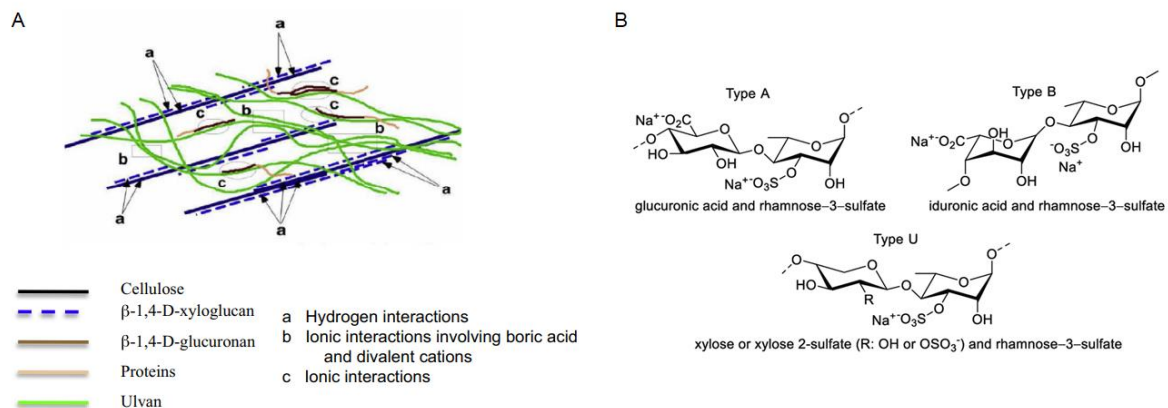 A
a
a
c
c
b
c
b
b
c
a
a
a
Cellulose
β-1,4-D-xyloglucan
β-1,4-D-glucuronan
Proteins
Ulvan
a Hydrogen interactions
b Ionic interactions involving boric acid
and divalent cations
c Ionic interactions
B
Type A
Na⁺⁻O₂C
O
O
HO
OH
O
O
Na⁺⁻O₃S
O
OH
glucuronic acid and rhamnose–3–sulfate
Type B
O
O
Na⁺⁻O₂C
OH
O
O
O
O
OH
⁻O₃S
Na⁺
OH
iduronic acid and rhamnose–3–sulfate
Type U
O
O
HO
R
O
O
O
Na⁺⁻O₃S
O
OH
xylose or xylose 2-sulfate (R: OH or OSO₃⁻) and rhamnose–3–sulfate